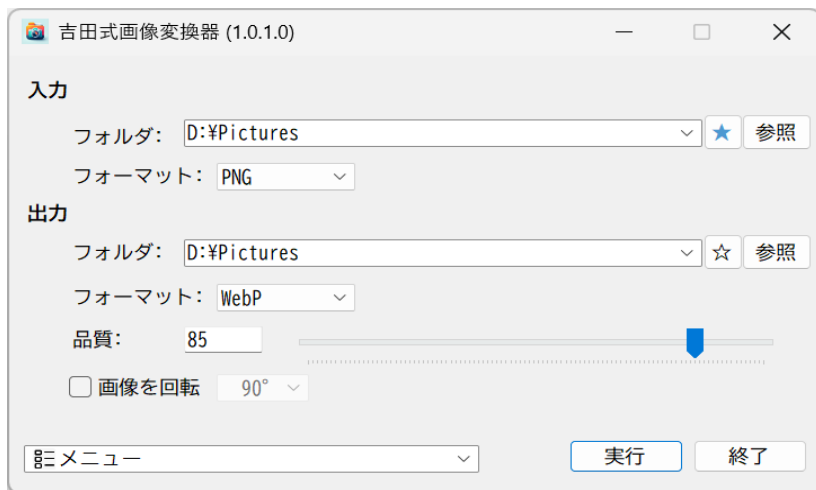 吉田式画像変換器 (1.0.1.0)
入力
フォルダ: D:¥Pictures 参照
フォーマット: PNG
出力
フォルダ: D:¥Pictures 参照
フォーマット: WebP
品質: 85
画像を回転 90°
メニュー 実行 終了